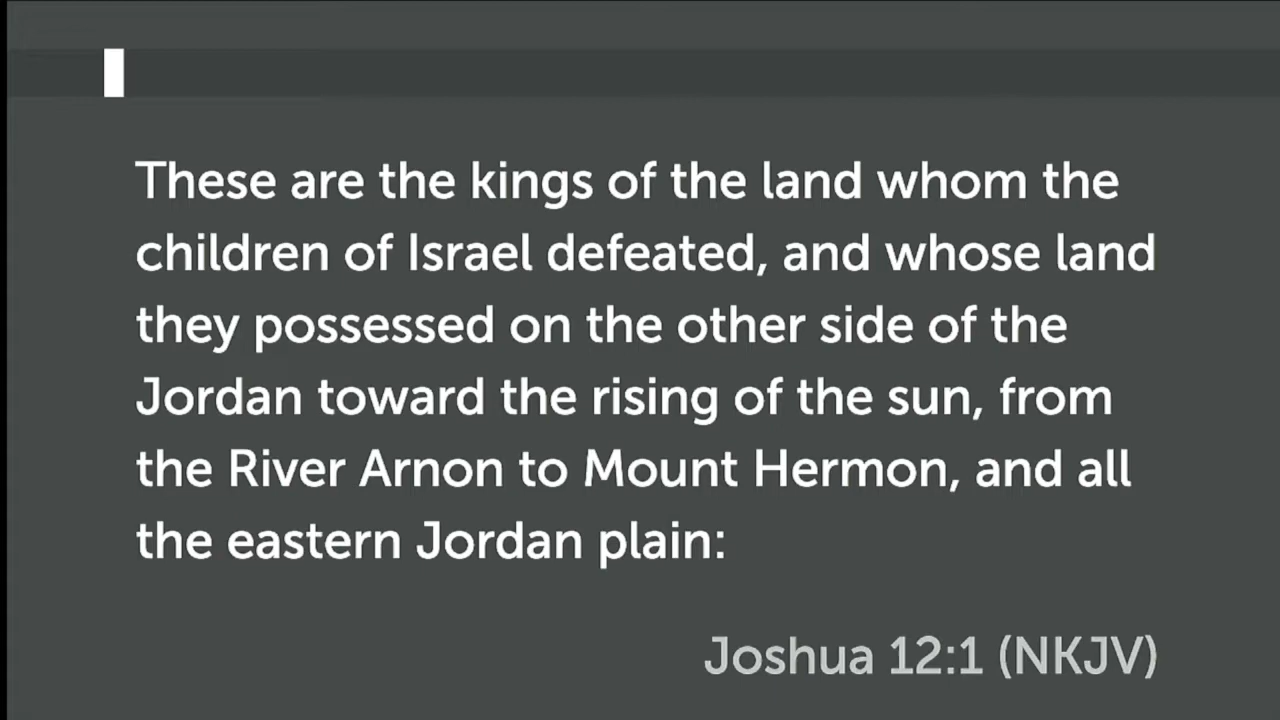 These are the kings of the land whom the
children of Israel defeated, and whose land
they possessed on the other side of the
Jordan toward the rising of the sun, from
the River Arnon to Mount Hermon, and all
the eastern Jordan plain:
Joshua 12:1 (NKJV)